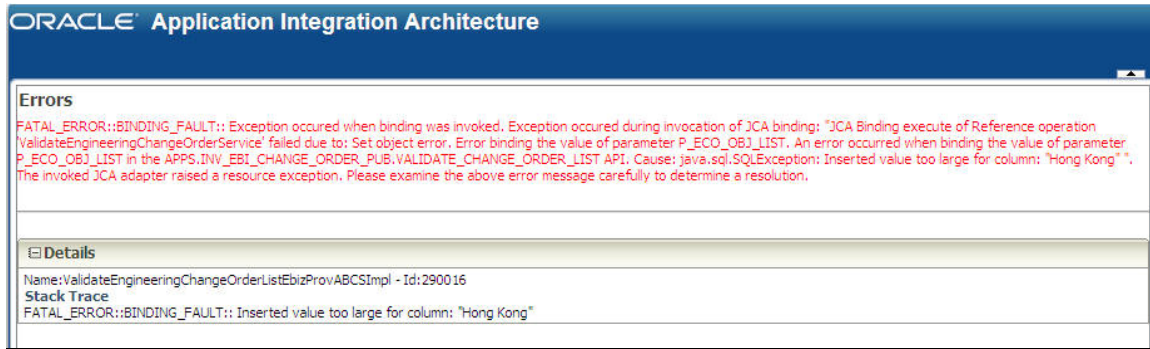 ORACLE Application Integration Architecture
Errors
FATAL_ERROR::BINDING_FAULT:: Exception occured when binding was invoked. Exception occured during invocation of JCA binding: "JCA Binding execute of Reference operation
'ValidateEngineeringChangeOrderService' failed due to: Set object error. Error binding the value of parameter P_ECO_OBJ_LIST. An error occurred when binding the value of parameter
P_ECO_OBJ_LIST in the APPS.INV_EBI_CHANGE_ORDER_PUB.VALIDATE_CHANGE_ORDER_LIST API. Cause: java.sql.SQLException: Inserted value too large for column: "Hong Kong" ".
The invoked JCA adapter raised a resource exception. Please examine the above error message carefully to determine a resolution.
Details
Name:ValidateEngineeringChangeOrderListEbizProvABCSImpl - Id:290016
Stack Trace
FATAL_ERROR::BINDING_FAULT:: Inserted value too large for column: "Hong Kong"